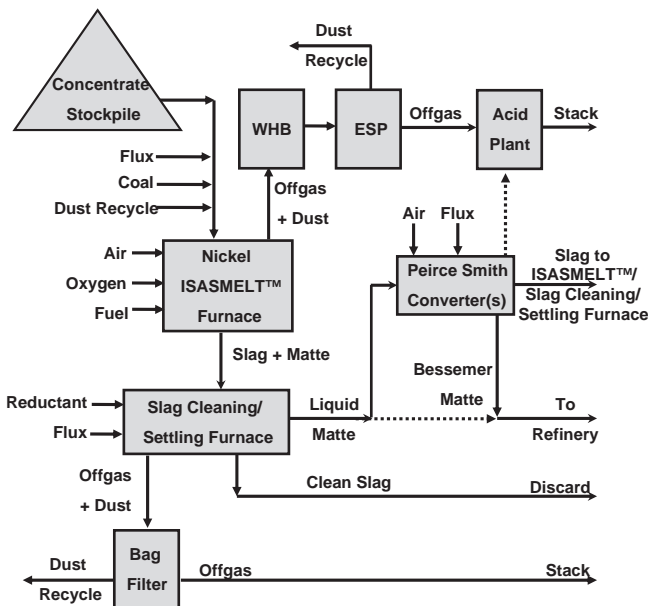 Concentrate
Stockpile
Flux
Coal
Dust Recycle
Dust
Recycle
WHB
ESP
Offgas
Acid
Plant
Stack
Offgas
+ Dust
Air
Oxygen
Fuel
Nickel
ISASMELT™
Furnace
Air
Flux
Peirce Smith
Converter(s)
Slag to
ISASMELT™/
Slag Cleaning/
Settling Furnace
Slag + Matte
Reductant
Flux
Slag Cleaning/
Settling Furnace
Liquid
Matte
Bessemer
Matte
To
Refinery
Offgas
+ Dust
Clean Slag
Discard
Bag
Filter
Dust
Recycle
Offgas
Stack